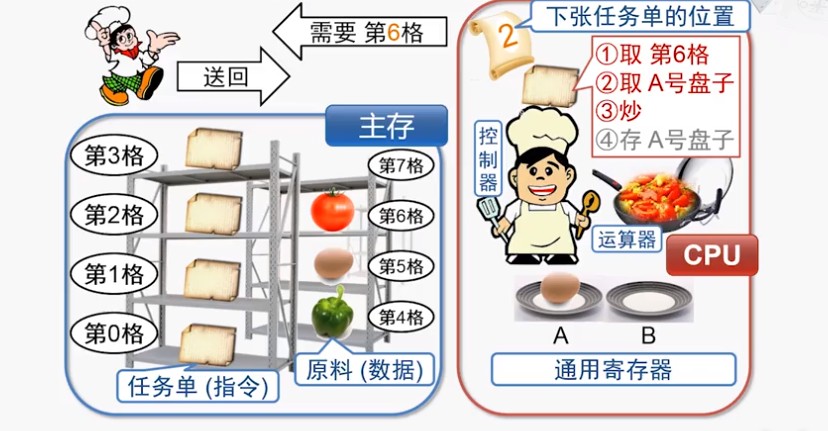 需要 第6格
送回
主存
第3格
第2格
第1格
第0格
第7格
第6格
第5格
第4格
任务单 (指令)
原料 (数据)
2
下张任务单的位置
①取 第6格
②取 A号盘子
③炒
④存 A号盘子
控制器
运算器
CPU
A
B
通用寄存器